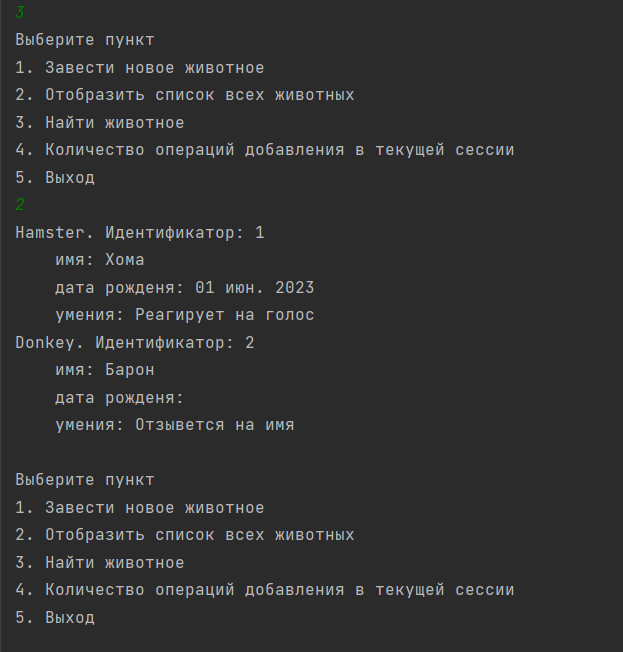 3
Выберите пункт
1. Завести новое животное
2. Отобразить список всех животных
3. Найти животное
4. Количество операций добавления в текущей сессии
5. Выход
2
Hamster. Идентификатор: 1
    имя: Хома
    дата рожденя: 01 июн. 2023
    умения: Реагирует на голос
Donkey. Идентификатор: 2
    имя: Барон
    дата рожденя:
    умения: Отзывется на имя

Выберите пункт
1. Завести новое животное
2. Отобразить список всех животных
3. Найти животное
4. Количество операций добавления в текущей сессии
5. Выход